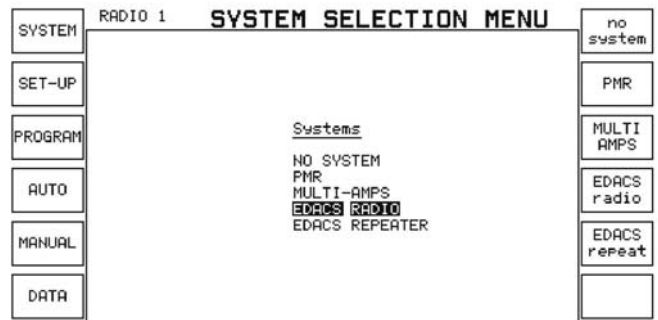 RADIO 1 SYSTEM SELECTION MENU
SYSTEM
SET-UP
PROGRAM
AUTO
MANUAL
DATA
Systems
NO SYSTEM
PMR
MULTI-AMPS
EDACS RADIO
EDACS REPEATER
no
system
PMR
MULTI
AMPS
EDACS
radio
EDACS
repeat